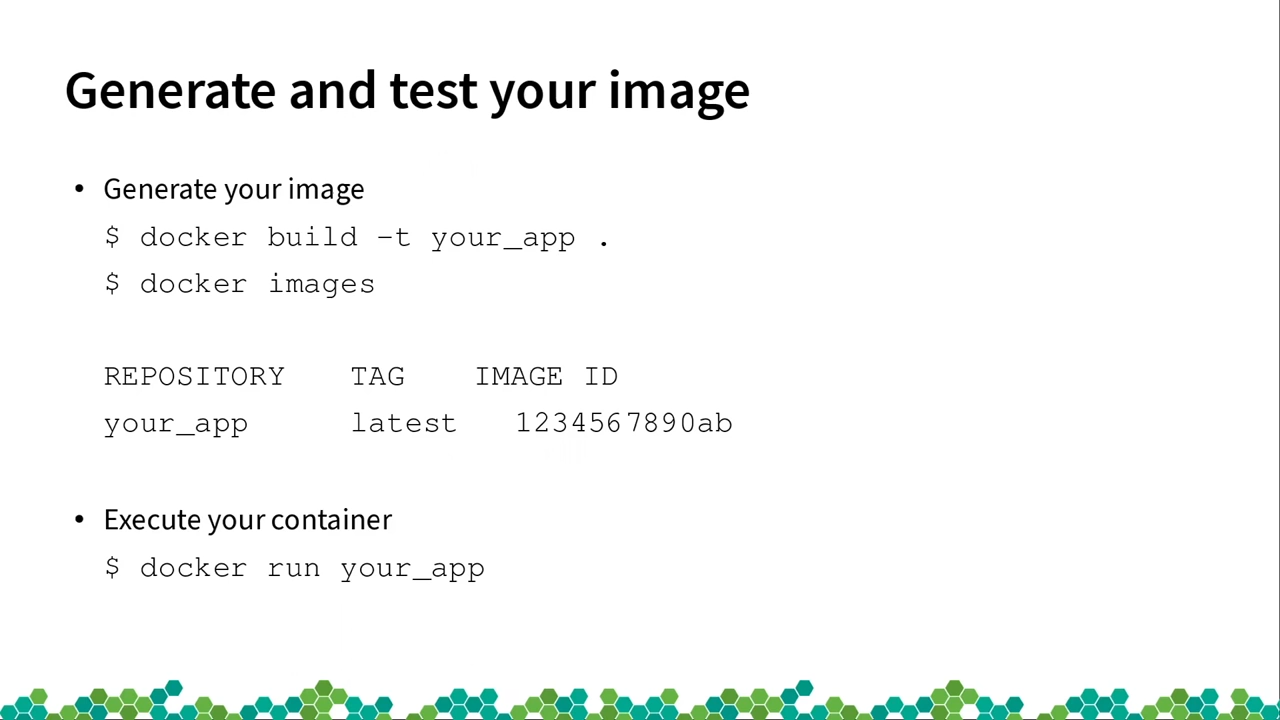 Generate and test your image
• Generate your image
$ docker build –t your_app .
$ docker images
REPOSITORY TAG IMAGE ID
your_app latest 1234567890ab
• Execute your container
$ docker run your_app